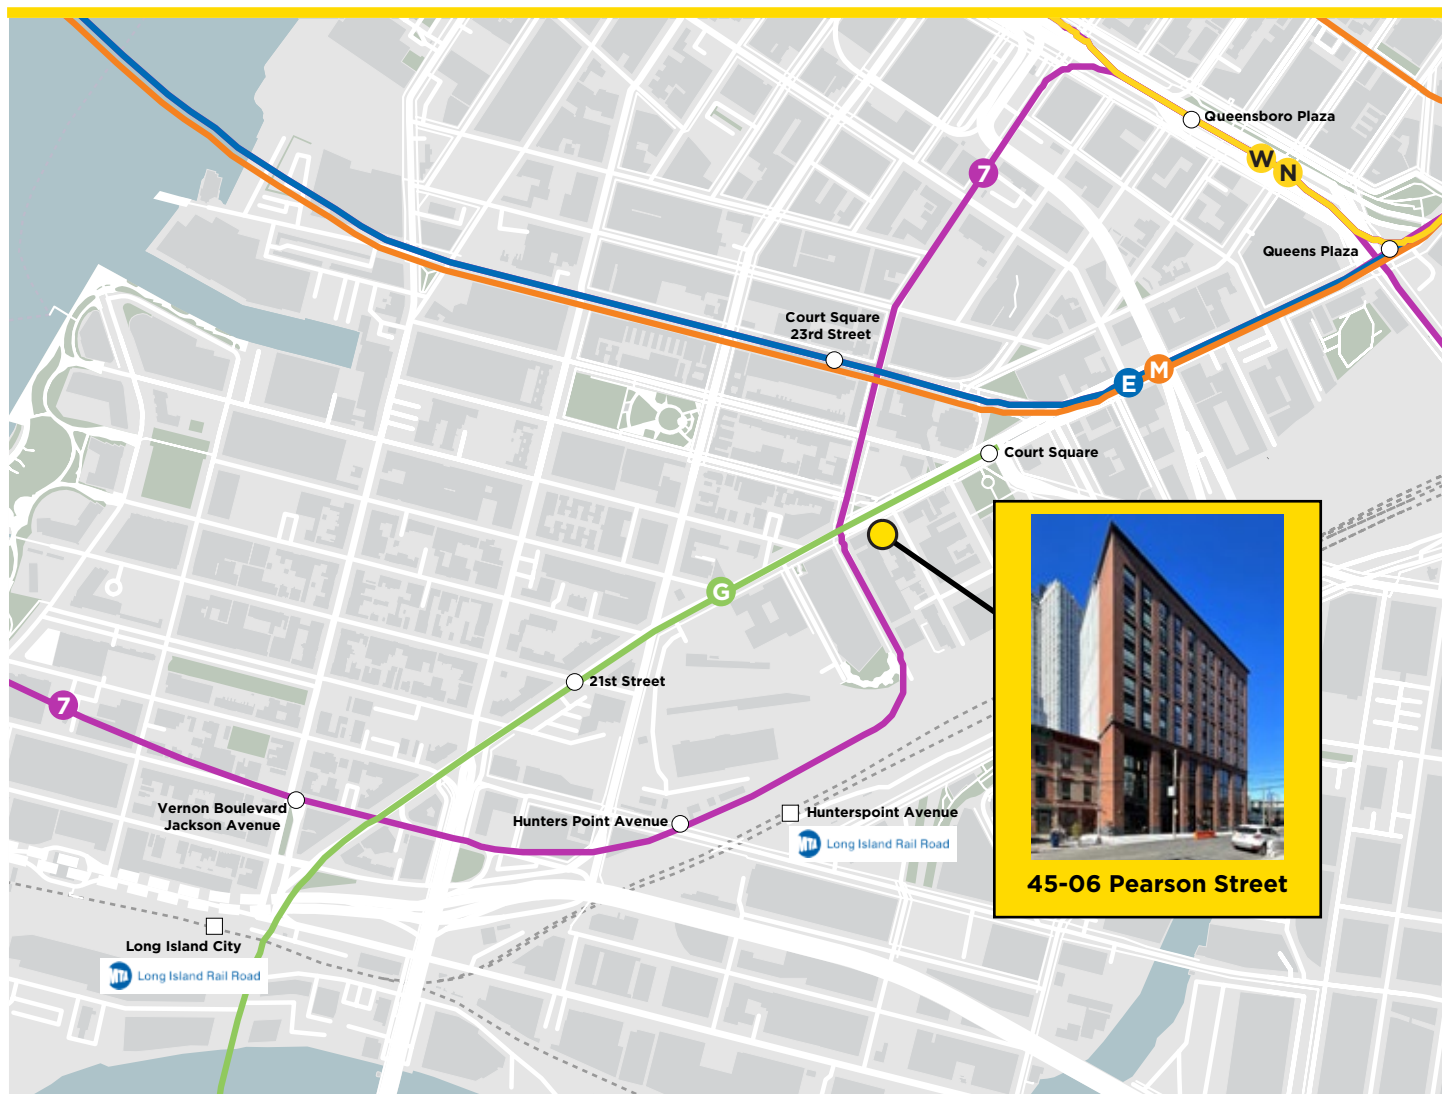 Queensboro Plaza
W
N
7
Queens Plaza
Court Square
23rd Street
E
M
Court Square
G
21st Street
7
Vernon Boulevard
Jackson Avenue
Hunters Point Avenue
Hunterspoint Avenue
MTA Long Island Rail Road
45-06 Pearson Street
Long Island City
MTA Long Island Rail Road